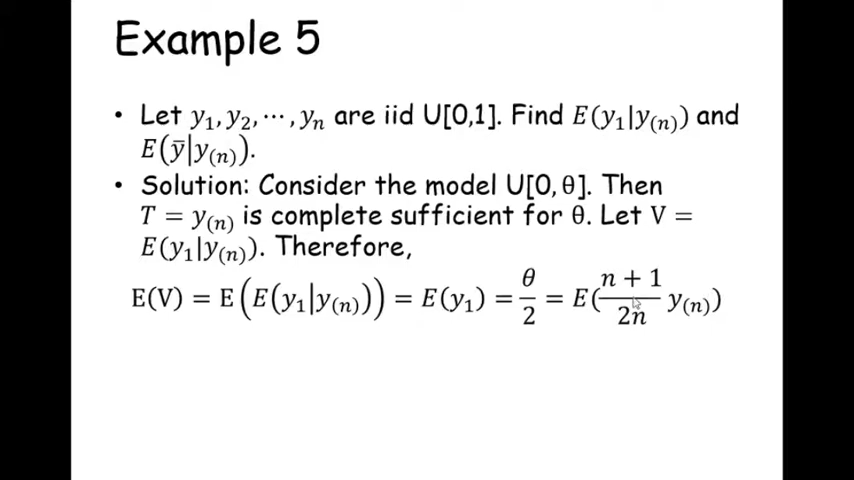 Example 5
• Let y₁, y₂, ⋯, yₙ are iid U[0,1]. Find E(y₁|y₍ₙ₎) and
E(ȳ|y₍ₙ₎).
• Solution: Consider the model U[0, θ]. Then
T = y₍ₙ₎ is complete sufficient for θ. Let V =
E(y₁|y₍ₙ₎). Therefore,
E(V) = E(E(y₁|y₍ₙ₎)) = E(y₁) = θ/2 = E((n + 1)/2n y₍ₙ₎)